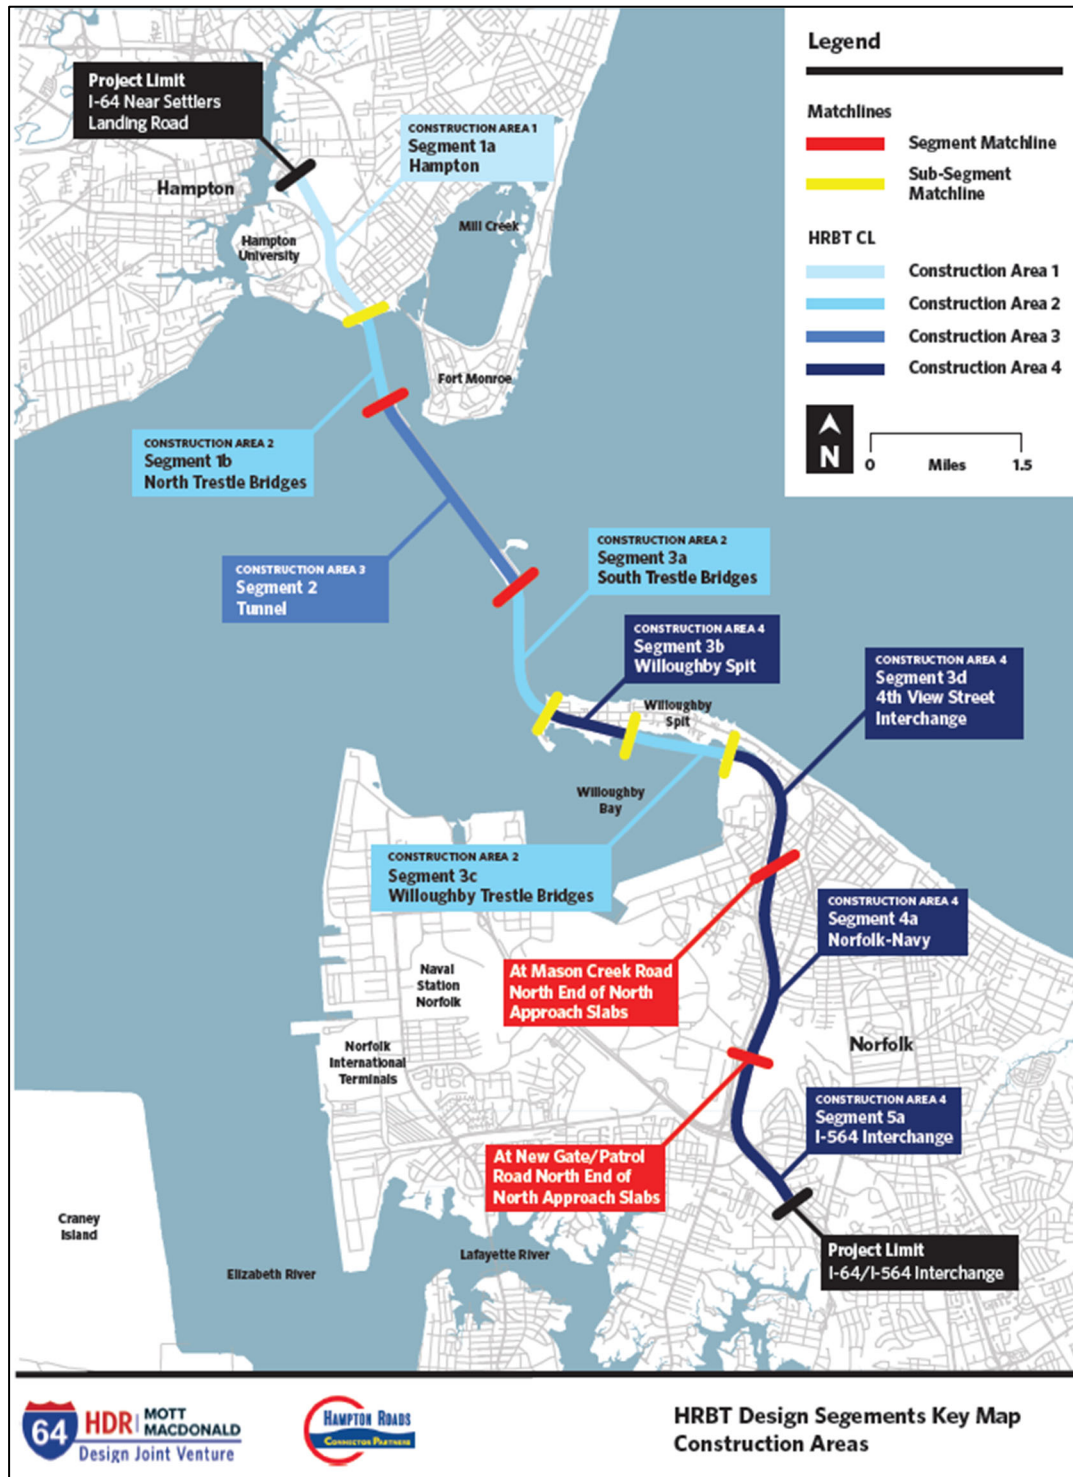 Legend
Matchlines
Segment Matchline
Sub-Segment
Matchline
HRBT CL
Construction Area 1
Construction Area 2
Construction Area 3
Construction Area 4
N
0 Miles 1.5
Project Limit
I-64 Near Settlers
Landing Road
CONSTRUCTION AREA 1
Segment 1a
Hampton
Hampton
Hampton
University
Mill Creek
Fort Monroe
CONSTRUCTION AREA 2
Segment 1b
North Trestle Bridges
CONSTRUCTION AREA 3
Segment 2
Tunnel
CONSTRUCTION AREA 2
Segment 3a
South Trestle Bridges
CONSTRUCTION AREA 4
Segment 3b
Willoughby Spit
CONSTRUCTION AREA 4
Segment 3d
4th View Street
Interchange
Willoughby
Spit
Willoughby
Bay
CONSTRUCTION AREA 2
Segment 3c
Willoughby Trestle Bridges
CONSTRUCTION AREA 4
Segment 4a
Norfolk-Navy
At Mason Creek Road
North End of North
Approach Slabs
Naval
Station
Norfolk
Norfolk
International
Terminals
Norfolk
CONSTRUCTION AREA 4
Segment 5a
I-564 Interchange
At New Gate/Patrol
Road North End of
North Approach Slabs
Craney
Island
Elizabeth River
Lafayette River
Project Limit
I-64/I-564 Interchange
64
HDR
MOTT
MACDONALD
Design Joint Venture
HAMPTON ROADS
CONNECTOR PARTNERS
HRBT Design Segements Key Map
Construction Areas